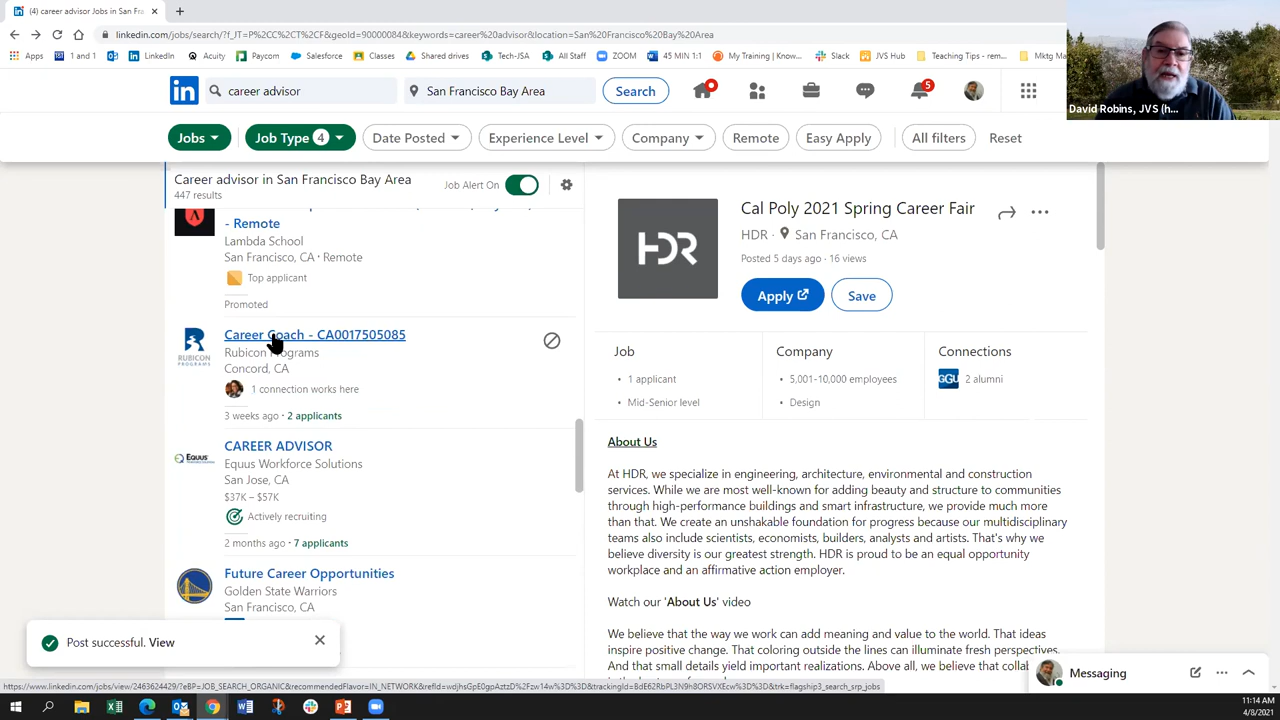 (4) career advisor Jobs in San Fra
linkedin.com/jobs/search/?f_JT=P%2CC%2CT%2CF&geoId=90000084&keywords=career%20advisor&location=San%20Francisco%20Bay%20Area
Apps
1 and 1
LinkedIn
Acuity
Paycom
Salesforce
Classes
Shared drives
Tech-JSA
All Staff
ZOOM
45 MIN 1:1
My Training | Know...
Slack
JVS Hub
Teaching Tips - rem...
Mktg Ma
David Robins, JVS (h...
in
career advisor
San Francisco Bay Area
Search
5
Jobs
Job Type 4
Date Posted
Experience Level
Company
Remote
Easy Apply
All filters
Reset
Career advisor in San Francisco Bay Area
447 results
Job Alert On
- Remote
Lambda School
San Francisco, CA · Remote
Top applicant
Promoted
RUBICON
PROGRAMS
Career Coach - CA0017505085
Rubicon Programs
Concord, CA
1 connection works here
3 weeks ago · 2 applicants
Equus
CAREER ADVISOR
Equus Workforce Solutions
San Jose, CA
$37K – $57K
Actively recruiting
2 months ago · 7 applicants
Future Career Opportunities
Golden State Warriors
San Francisco, CA
HDR
Cal Poly 2021 Spring Career Fair
HDR · San Francisco, CA
Posted 5 days ago · 16 views
Apply
Save
Job
• 1 applicant
• Mid-Senior level
Company
• 5,001-10,000 employees
• Design
Connections
GGU
2 alumni
About Us
At HDR, we specialize in engineering, architecture, environmental and construction
services. While we are most well-known for adding beauty and structure to communities
through high-performance buildings and smart infrastructure, we provide much more
than that. We create an unshakable foundation for progress because our multidisciplinary
teams also include scientists, economists, builders, analysts and artists. That's why we
believe diversity is our greatest strength. HDR is proud to be an equal opportunity
workplace and an affirmative action employer.
Watch our 'About Us' video
We believe that the way we work can add meaning and value to the world. That ideas
inspire positive change. That coloring outside the lines can illuminate fresh perspectives.
And that small details yield important realizations. Above all, we believe that collab
Post successful. View
Messaging
11:14 AM
4/8/2021